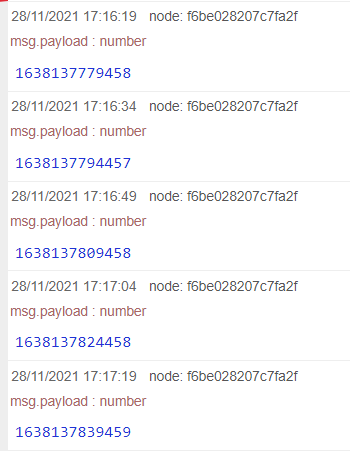 28/11/2021 17:16:19 node: f6be028207c7fa2f
msg.payload : number
1638137779458
28/11/2021 17:16:34 node: f6be028207c7fa2f
msg.payload : number
1638137794457
28/11/2021 17:16:49 node: f6be028207c7fa2f
msg.payload : number
1638137809458
28/11/2021 17:17:04 node: f6be028207c7fa2f
msg.payload : number
1638137824458
28/11/2021 17:17:19 node: f6be028207c7fa2f
msg.payload : number
1638137839459